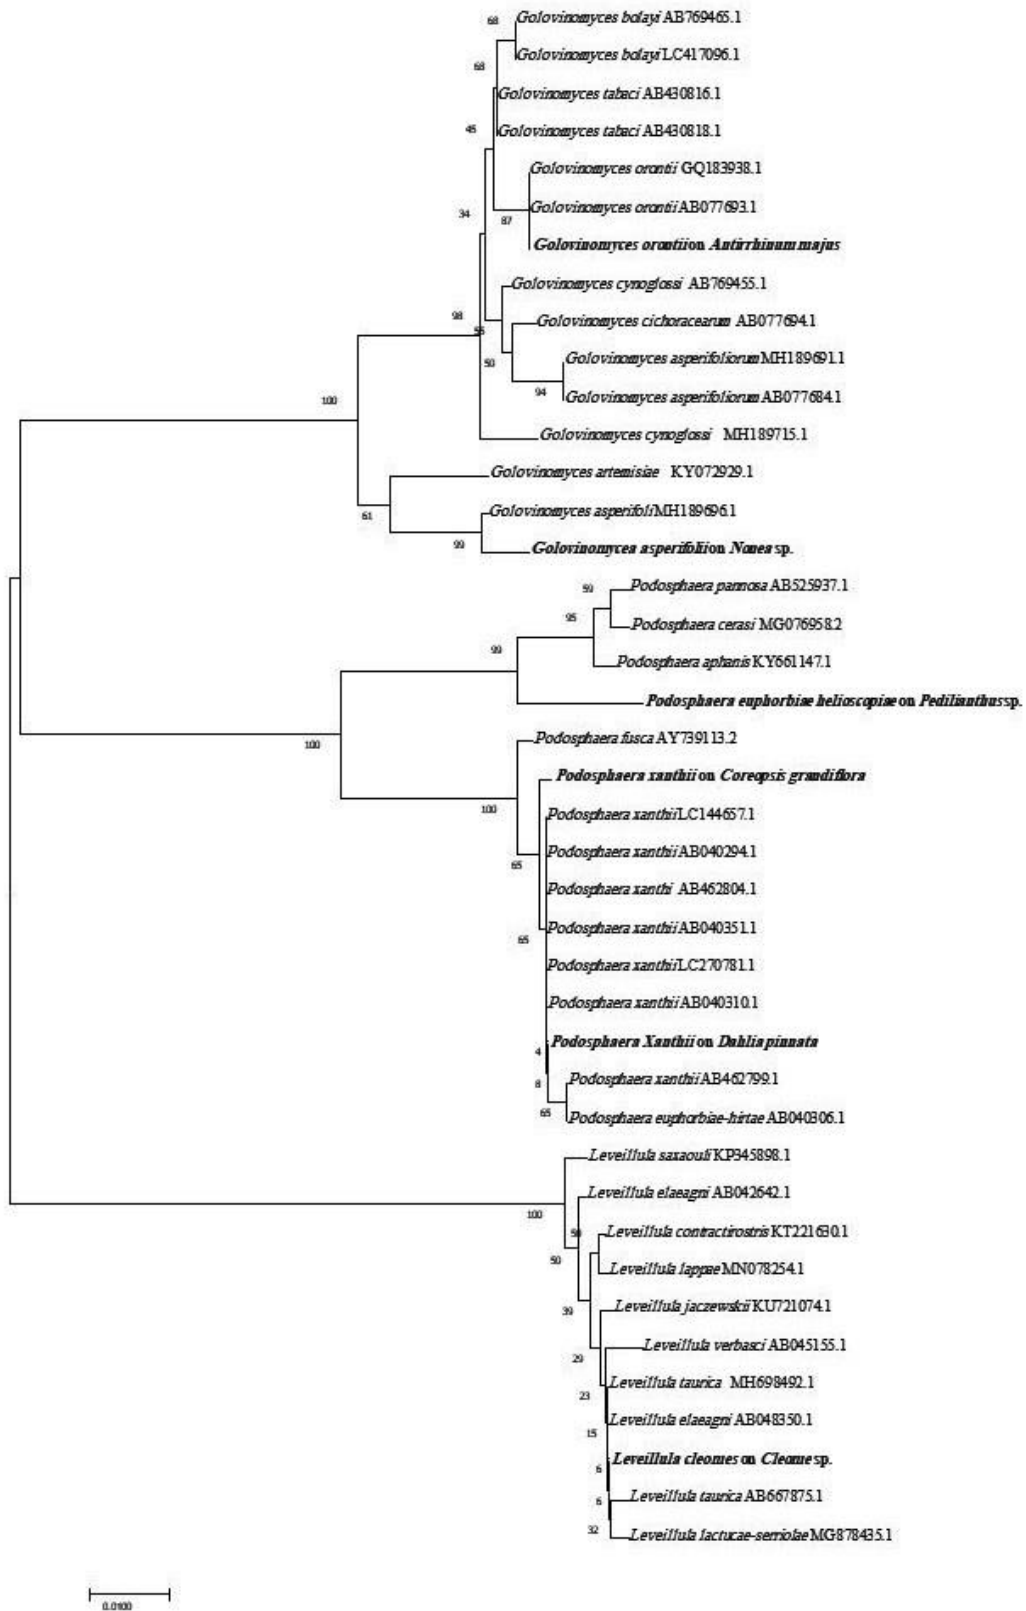 68
Golovinomyces bolayi AB769465.1
Golovinomyces bolayi LC417096.1
68
Golovinomyces tabaci AB430816.1
45
Golovinomyces tabaci AB430818.1
Golovinomyces orontii GQ183938.1
34
Golovinomyces orontii AB077693.1
87
Golovinomyces orontii on Antirrhinum majus
Golovinomyces cynoglossi AB769455.1
98
Golovinomyces cichoracearum AB077694.1
56
Golovinomyces asperifoliorum MH189691.1
50
94
Golovinomyces asperifoliorum AB077684.1
100
Golovinomyces cynoglossi MH189715.1
Golovinomyces artemisiae KY072929.1
61
Golovinomyces asperifoli MH189696.1
99
Golovinomyces asperifolii on Nonea sp.
59
Podosphaera pannosa AB525937.1
95
Podosphaera cerasi MG076958.2
99
Podosphaera aphanis KY661147.1
Podosphaera euphorbiae helioscopiae on Pedilianthus sp.
100
Podosphaera fusca AY739113.2
Podosphaera xanthii on Coreopsis grandiflora
100
Podosphaera xanthii LC144657.1
Podosphaera xanthii AB040294.1
65
Podosphaera xanthi AB462804.1
Podosphaera xanthii AB040351.1
65
Podosphaera xanthii LC270781.1
Podosphaera xanthii AB040310.1
Podosphaera Xanthii on Dahlia pinnata
4
Podosphaera xanthii AB462799.1
8
65
Podosphaera euphorbiae-hirtae AB040306.1
Leveillula saxaouli KP345898.1
Leveillula elaeagni AB042642.1
100
Leveillula contractirostris KT221630.1
50
50
Leveillula lappae MN078254.1
39
Leveillula jaczewskii KU721074.1
Leveillula verbasci AB045155.1
29
Leveillula taurica MH698492.1
23
Leveillula elaeagni AB048350.1
15
Leveillula cleomes on Cleome sp.
6
Leveillula taurica AB667875.1
6
32
Leveillula lactucae-serriolae MG878435.1
0.0100